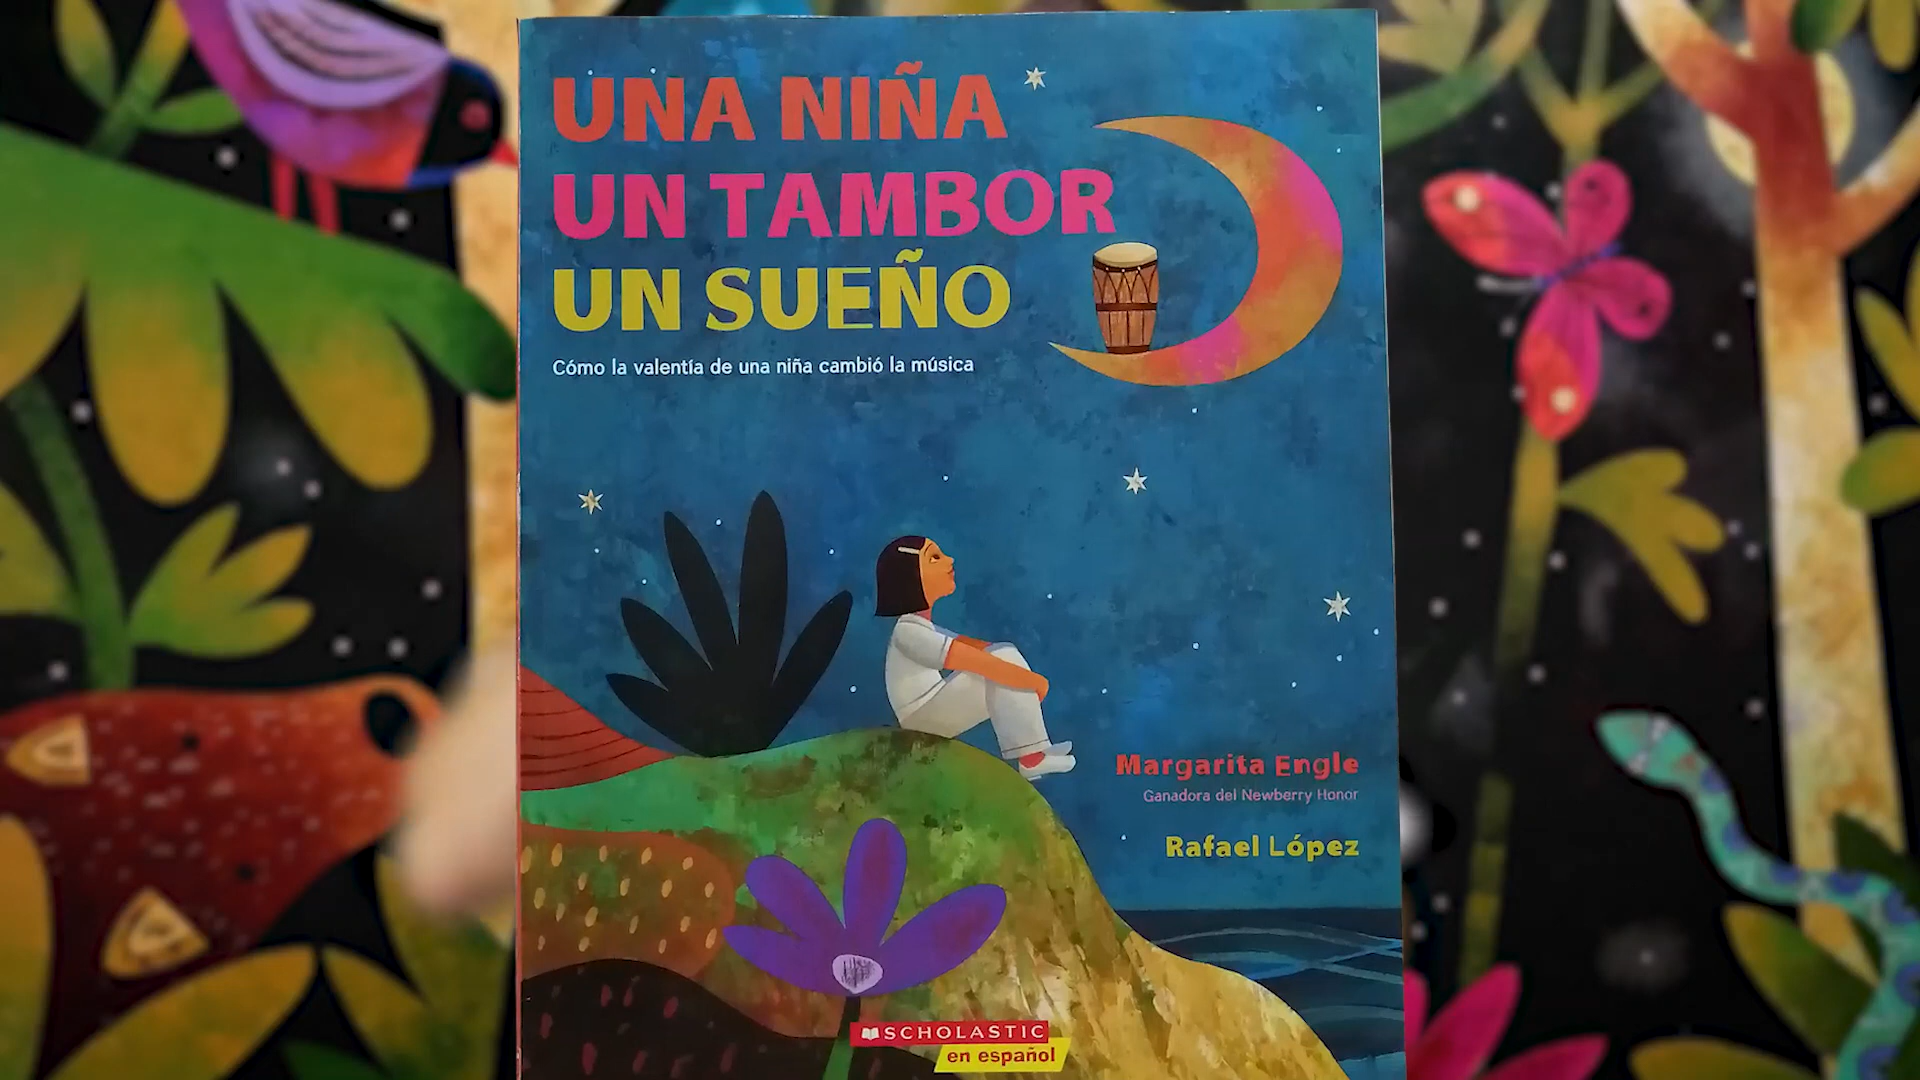 UNA NIÑA
UN TAMBOR
UN SUEÑO
Cómo la valentía de una niña cambió la música
Margarita Engle
Ganadora del Newberry Honor
Rafael López
SCHOLASTIC
en español